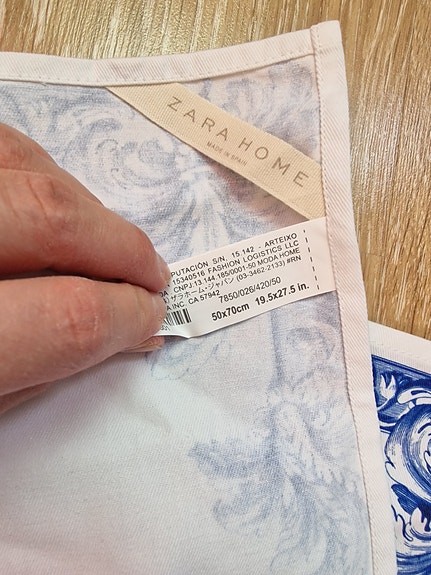 ZARA HOME
MADE IN SPAIN
PUTACIÓN S/N. 15.142 - ARTEIXO
15340516 FASHION LOGISTICS LLC
CNPJ.13.144.185/0001-50 MODA HOME
ザラホーム・ジャパン (03-3462-2133) #RN
A INC. CA 57942
7850/026/420/50
50x70cm 19.5x27.5 in.